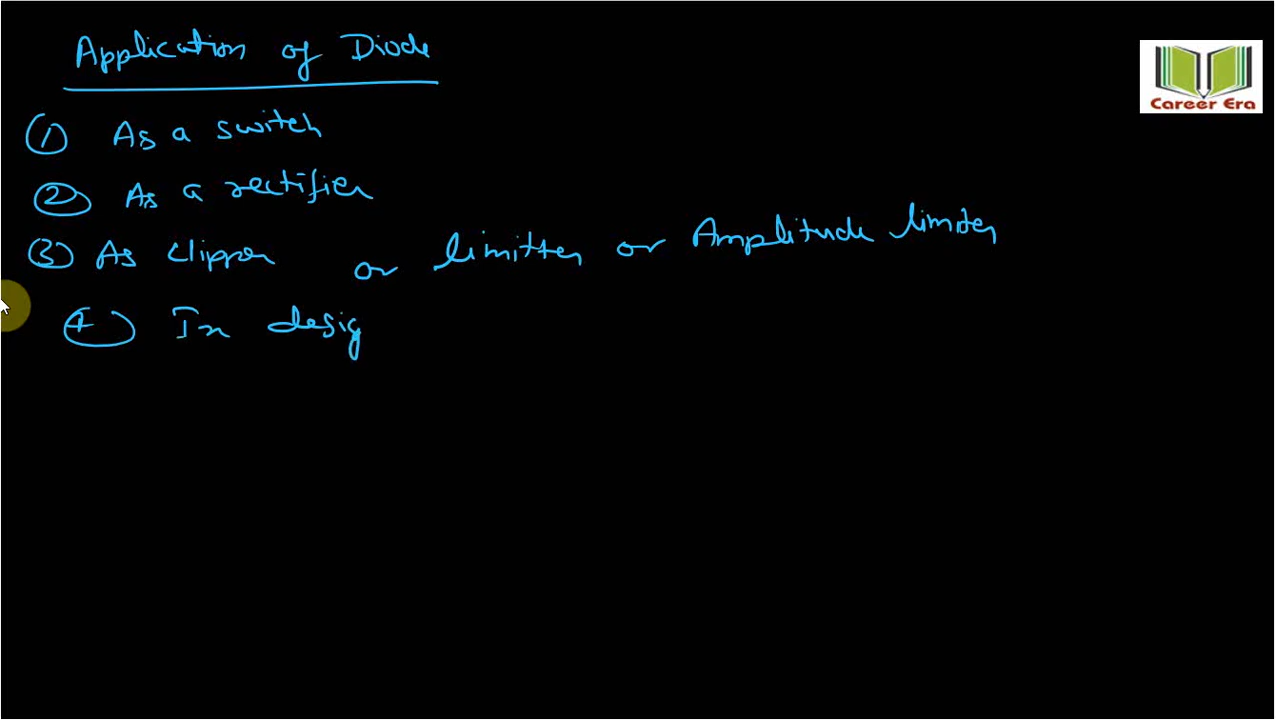 Application of Diode
Career Era
① As a switch
② As a rectifier
③ As clipper or limitter or Amplitude limiter
④ In desig